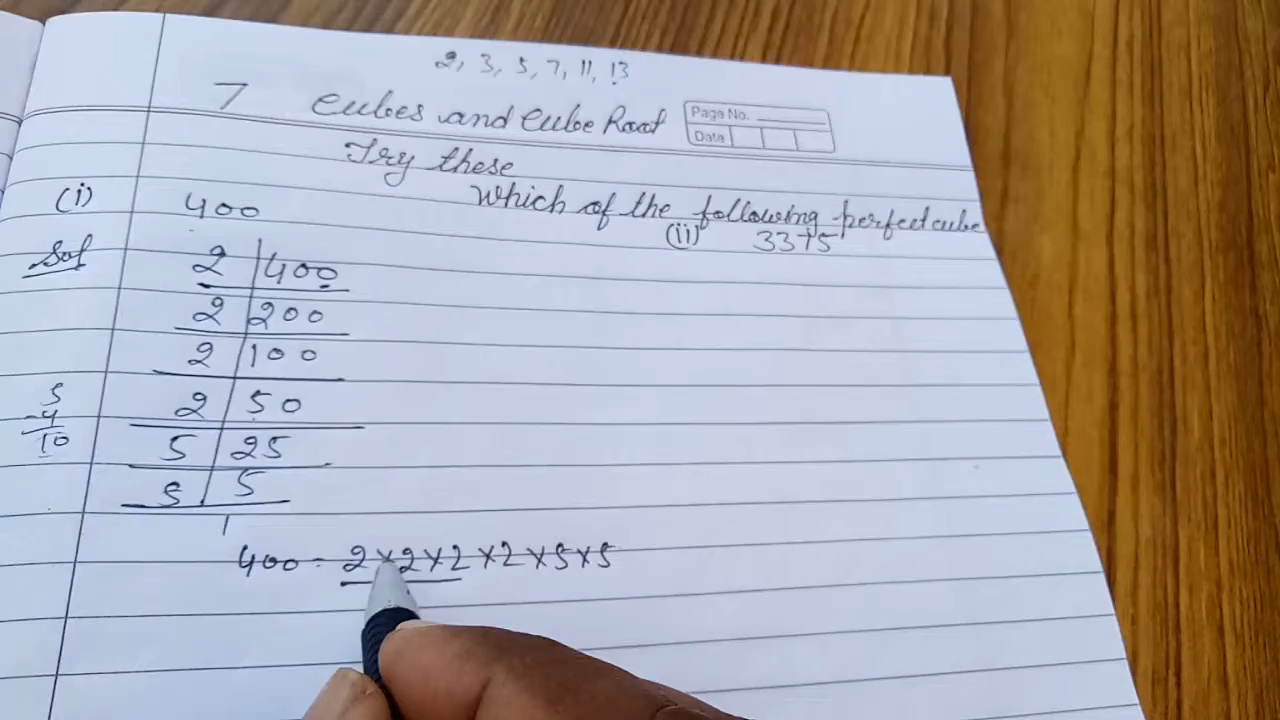 2, 3, 5, 7, 11, 13
7 Cubes and Cube Root
Page No.
Date
Try these
(i) 400 Which of the following perfect cube
(ii) 3375
Sol
2 | 400
2 | 200
2 | 100
2 | 50
5 | 25
5 | 5
1
5
-4
10
400 = 2×2×2×2×5×5